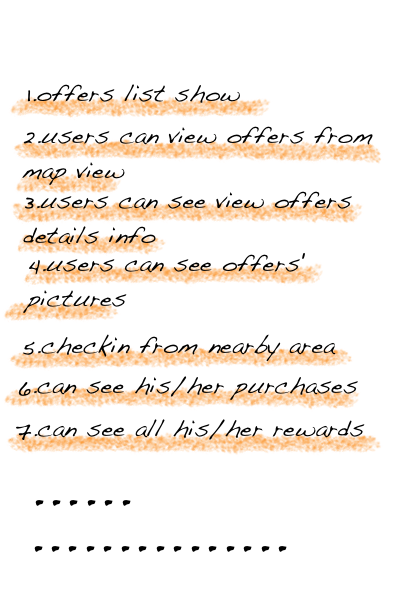 1.offers list show
2.users can view offers from
map view
3.users can see view offers
details info
4.users can see offers'
pictures
5.checkin from nearby area
6.can see his/her purchases
7.can see all his/her rewards
......
...............